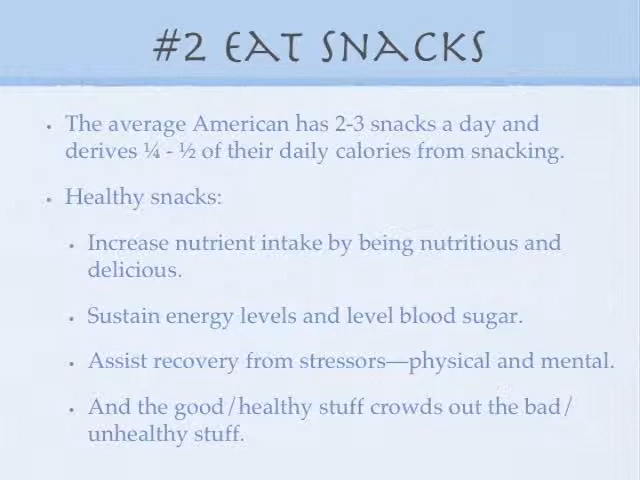 #2 Eat Snacks
• The average American has 2-3 snacks a day and
derives ¼ - ½ of their daily calories from snacking.
• Healthy snacks:
• Increase nutrient intake by being nutritious and
delicious.
• Sustain energy levels and level blood sugar.
• Assist recovery from stressors—physical and mental.
• And the good/healthy stuff crowds out the bad/
unhealthy stuff.